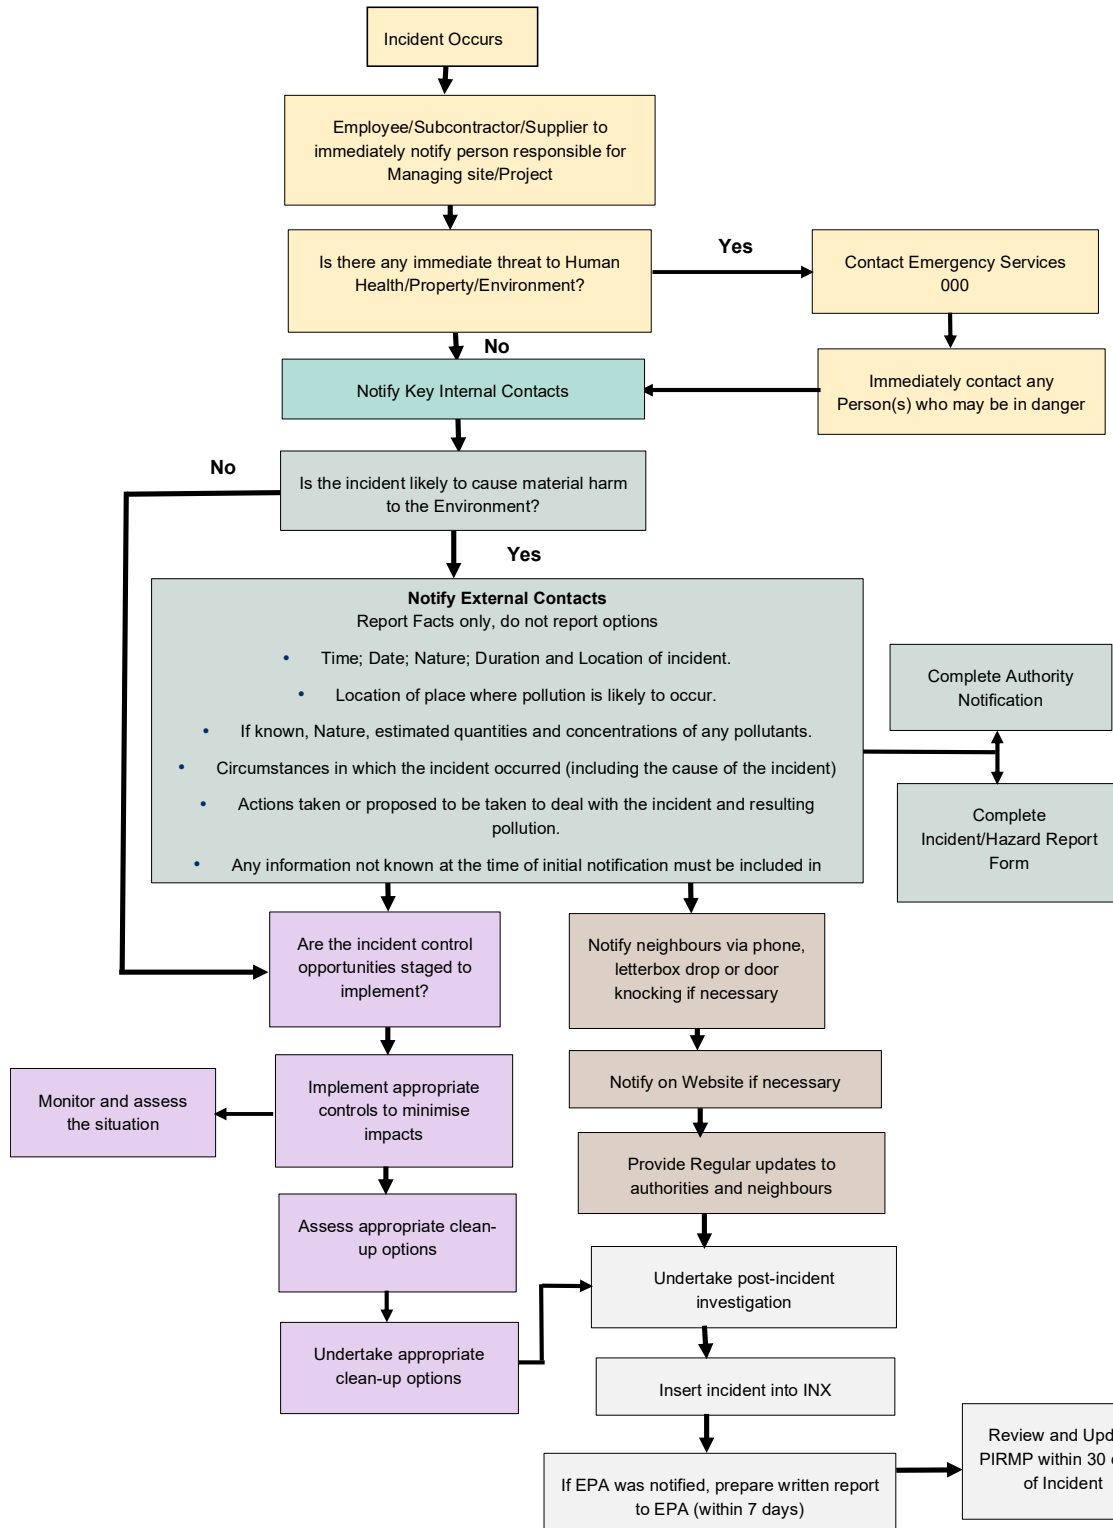 Incident Occurs
Employee/Subcontractor/Supplier to
immediately notify person responsible for
Managing site/Project
Is there any immediate threat to Human
Health/Property/Environment?
Yes
Contact Emergency Services
000
No
Immediately contact any
Person(s) who may be in danger
Notify Key Internal Contacts
No
Is the incident likely to cause material harm
to the Environment?
Yes
Notify External Contacts
Report Facts only, do not report options
• Time; Date; Nature; Duration and Location of incident.
• Location of place where pollution is likely to occur.
• If known, Nature, estimated quantities and concentrations of any pollutants.
• Circumstances in which the incident occurred (including the cause of the incident)
• Actions taken or proposed to be taken to deal with the incident and resulting
pollution.
• Any information not known at the time of initial notification must be included in
Complete Authority
Notification
Complete
Incident/Hazard Report
Form
Are the incident control
opportunities staged to
implement?
Notify neighbours via phone,
letterbox drop or door
knocking if necessary
Implement appropriate
controls to minimise
impacts
Monitor and assess
the situation
Notify on Website if necessary
Provide Regular updates to
authorities and neighbours
Assess appropriate clean-
up options
Undertake post-incident
investigation
Undertake appropriate
clean-up options
Insert incident into INX
If EPA was notified, prepare written report
to EPA (within 7 days)
Review and Upd
PIRMP within 30
of Incident